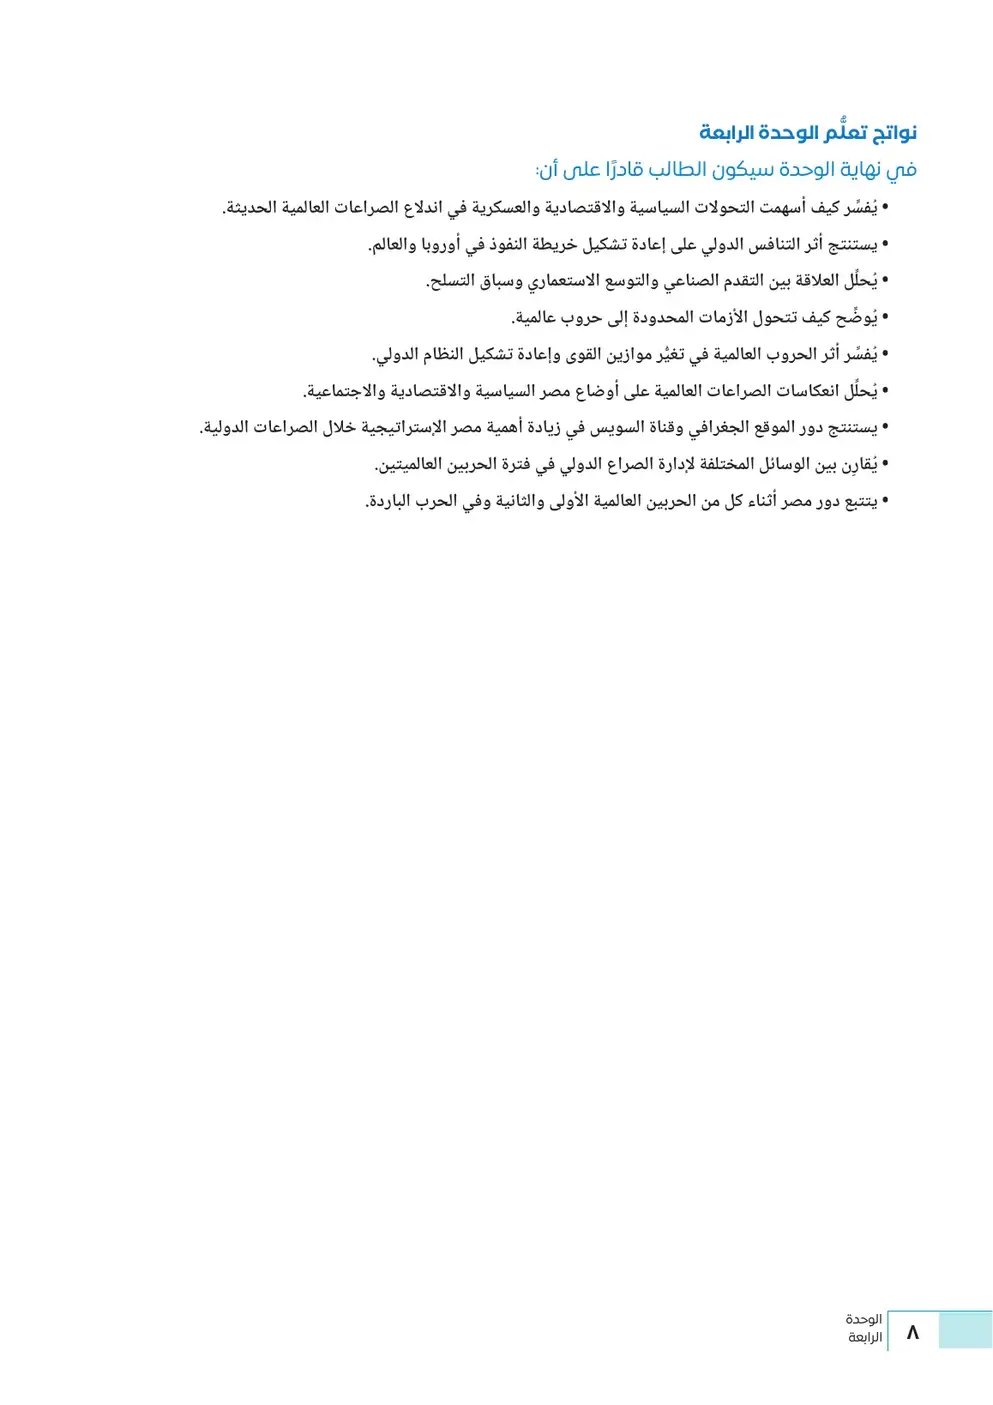 نواتج تعلُّم الوحدة الرابعة
في نهاية الوحدة سيكون الطالب قادرًا على أن:
• يُفسِّر كيف أسهمت التحولات السياسية والاقتصادية والعسكرية في اندلاع الصراعات العالمية الحديثة.
• يستنتج أثر التنافس الدولي على إعادة تشكيل خريطة النفوذ في أوروبا والعالم.
• يُحلِّل العلاقة بين التقدم الصناعي والتوسع الاستعماري وسباق التسلح.
• يُوضِّح كيف تتحول الأزمات المحدودة إلى حروب عالمية.
• يُفسِّر أثر الحروب العالمية في تغيُّر موازين القوى وإعادة تشكيل النظام الدولي.
• يُحلِّل انعكاسات الصراعات العالمية على أوضاع مصر السياسية والاقتصادية والاجتماعية.
• يستنتج دور الموقع الجغرافي وقناة السويس في زيادة أهمية مصر الإستراتيجية خلال الصراعات الدولية.
• يُقارِن بين الوسائل المختلفة لإدارة الصراع الدولي في فترة الحربين العالميتين.
• يتتبع دور مصر أثناء كل من الحربين العالمية الأولى والثانية وفي الحرب الباردة.
٨
الوحدة
الرابعة